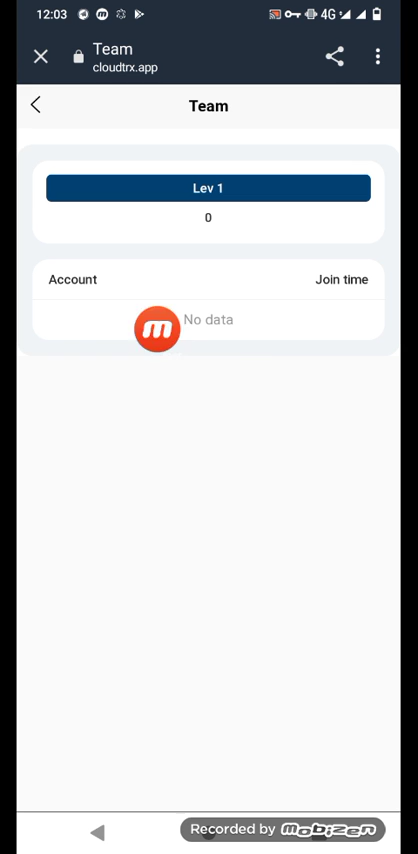 12:03
4G
Team
cloudtrx.app
Team
Lev 1
0
Account Join time
No data
Recorded by mobizen